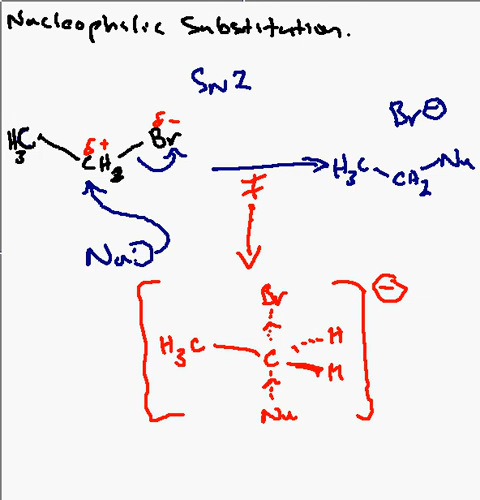 Nucleophilic Substitution.
SN2
Br⊖
δ+ δ-
H3C CH2 Br
H3C CH2 Nu
Nu
‡
Br
⊖
H3C C H
H
Nu